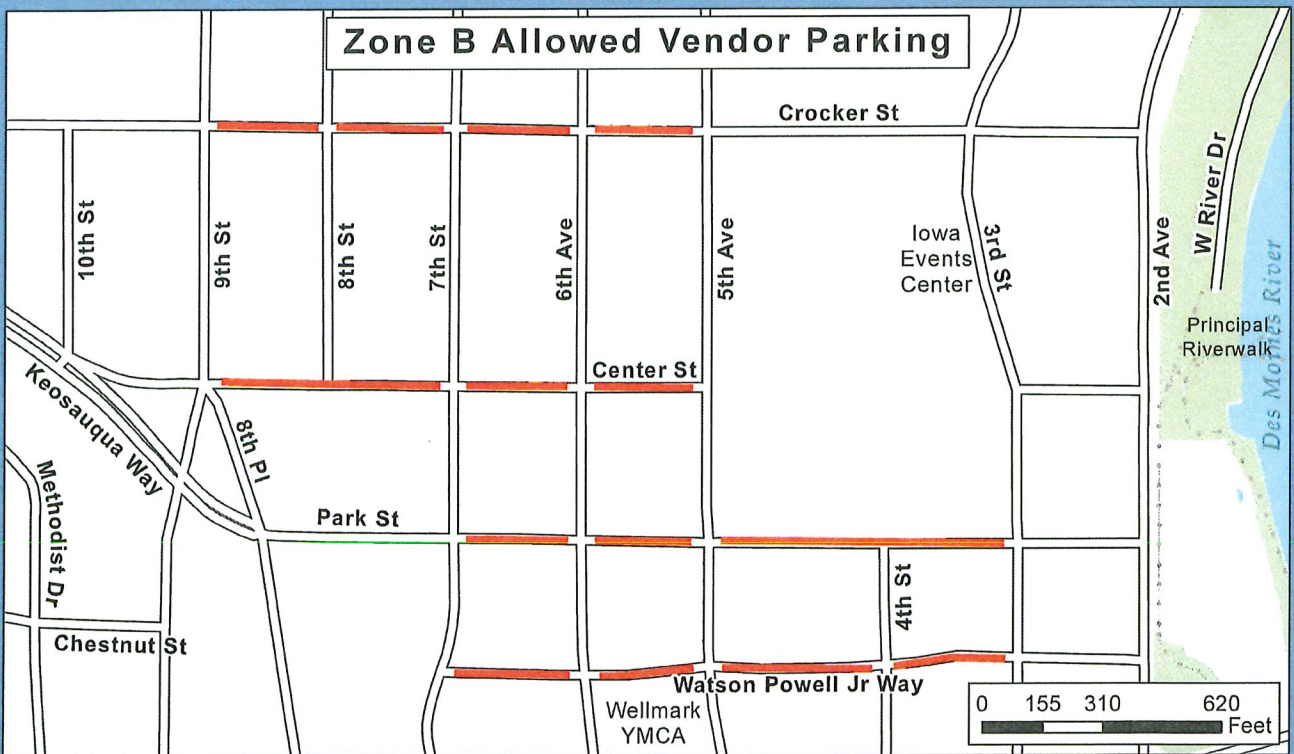 Zone B Allowed Vendor Parking
Crocker St
W River Dr
10th St
9th St
8th St
7th St
6th Ave
5th Ave
Iowa
Events
Center
3rd St
2nd Ave
Des Moines River
Principal
Riverwalk
Center St
Keosauqua Way
8th Pl
Methodist Dr
Park St
4th St
Chestnut St
Watson Powell Jr Way
Wellmark
YMCA
0 155 310 620
Feet